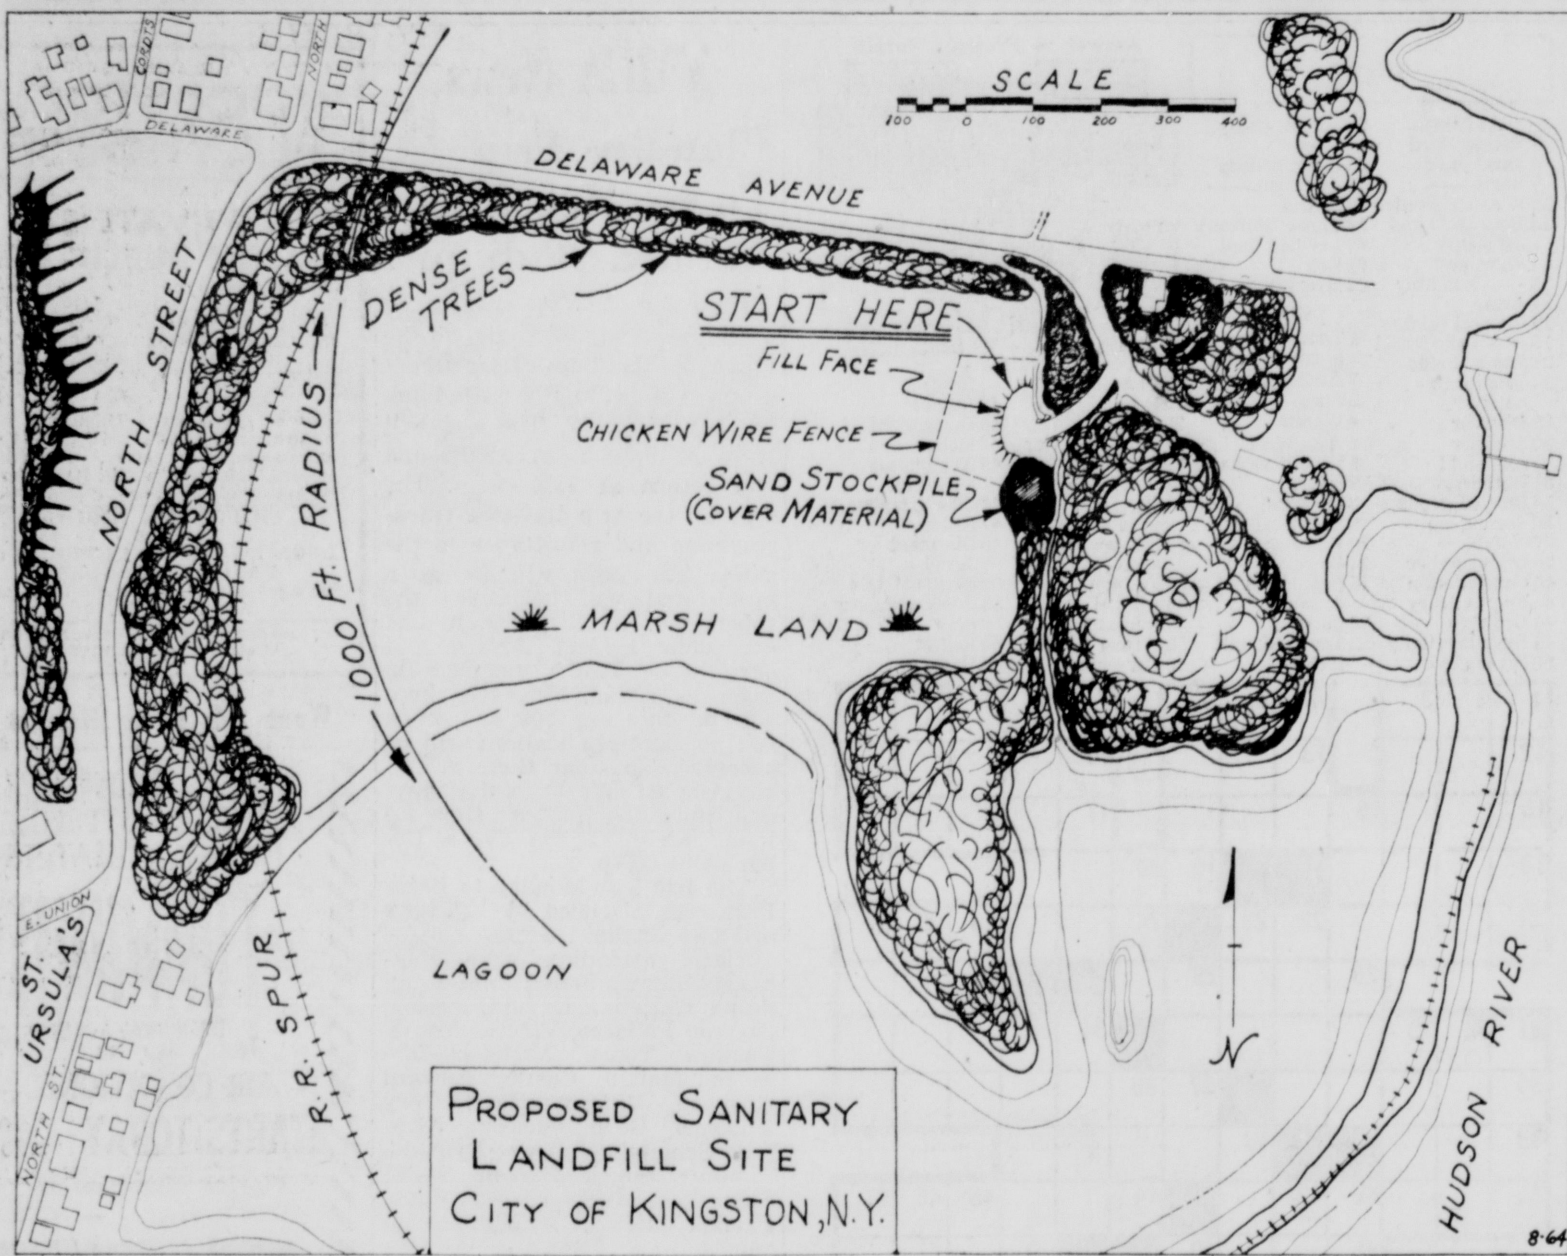 CORDTS
NORTH
DELAWARE
SCALE
100 0 100 200 300 400
DELAWARE AVENUE
NORTH STREET
DENSE
TREES
START HERE
FILL FACE
CHICKEN WIRE FENCE
SAND STOCKPILE
(COVER MATERIAL)
1000 Ft. RADIUS
MARSH LAND
E. UNION
ST.
URSULA'S
NORTH ST.
R.R. SPUR
LAGOON
N
HUDSON RIVER
PROPOSED SANITARY
LANDFILL SITE
CITY OF KINGSTON, N.Y.